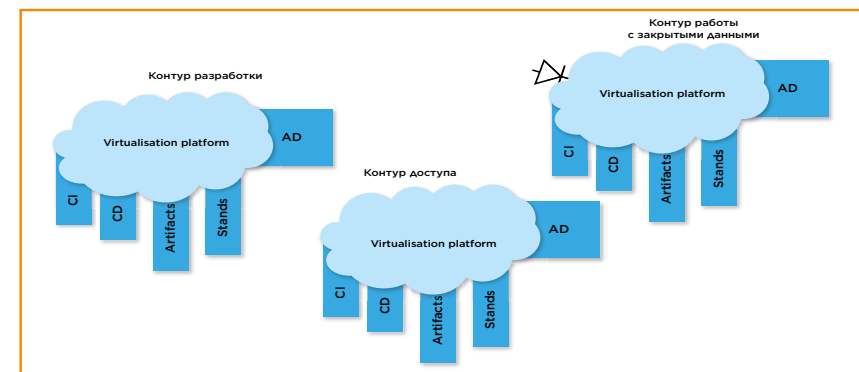 Контур работы
с закрытыми данными
Virtualisation platform
AD
CI
CD
Artifacts
Stands
Контур разработки
Virtualisation platform
AD
CI
CD
Artifacts
Stands
Контур доступа
Virtualisation platform
AD
CI
CD
Artifacts
Stands